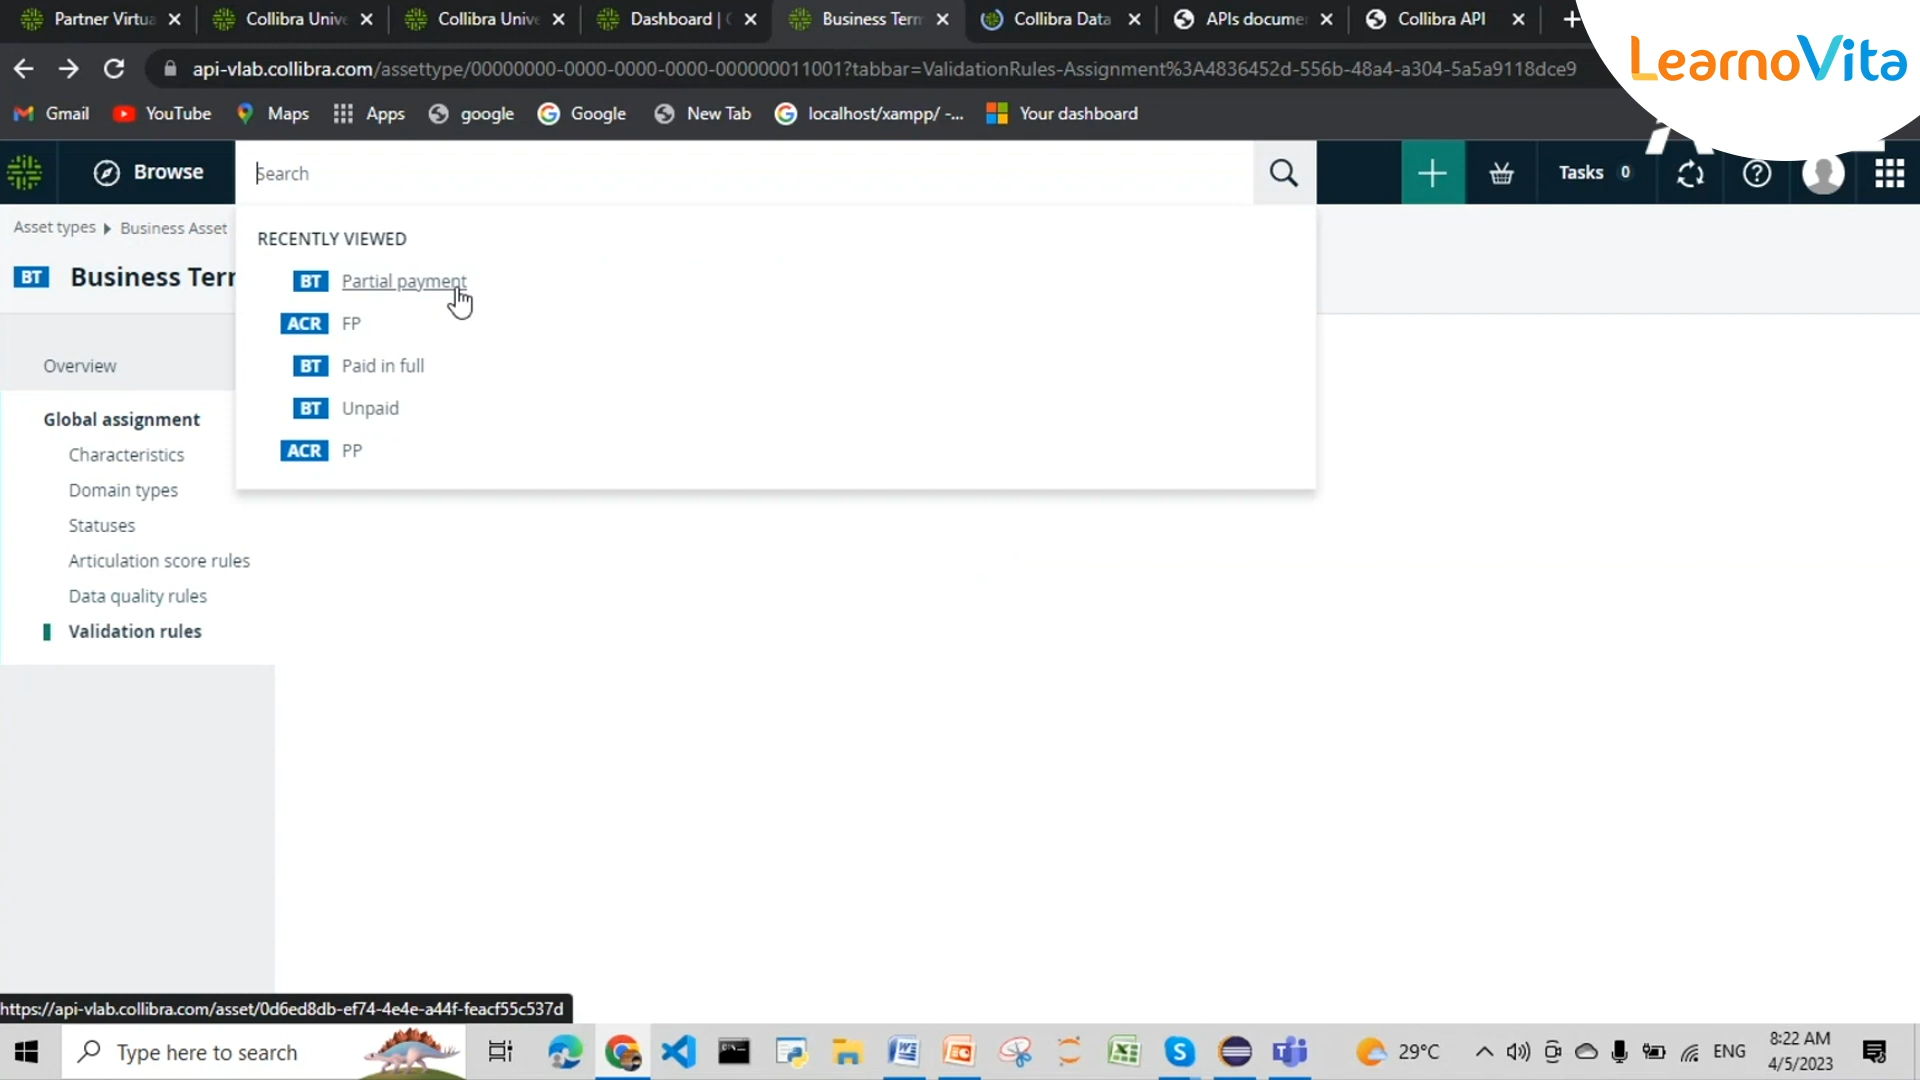 Partner Virtua
Collibra Unive
Collibra Unive
Dashboard | C
Business Term
Collibra Data
APIs docume
Collibra API
LearnoVita
api-vlab.collibra.com/assettype/00000000-0000-0000-0000-000000011001?tabbar=ValidationRules-Assignment%3A4836452d-556b-48a4-a304-5a5a9118dce9
Gmail
YouTube
Maps
Apps
google
Google
New Tab
localhost/xampp/ -...
Your dashboard
Browse
Search
Tasks 0
Asset types
Business Asset
BT Business Ter
RECENTLY VIEWED
BT Partial payment
ACR FP
BT Paid in full
BT Unpaid
ACR PP
Overview
Global assignment
Characteristics
Domain types
Statuses
Articulation score rules
Data quality rules
Validation rules
https://api-vlab.collibra.com/asset/0d6ed8db-ef74-4e4e-a44f-feacf55c537d
Type here to search
29°C
ENG
8:22 AM
4/5/2023